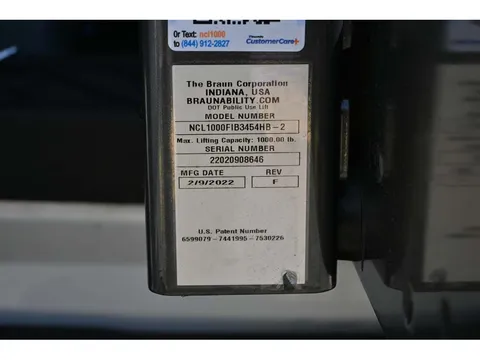 Or Text: ncl1000
to (844) 912-2827
CustomerCare+
The Braun Corporation
INDIANA, USA
BRAUNABILITY.COM
DOT Public Use Lift
MODEL NUMBER
NCL1000FIB3454HB-2
Max. Lifting Capacity: 1000.00 lb.
SERIAL NUMBER
22020908646
MFG DATE REV
2/9/2022 F
U.S. Patent Number
6599079-7441995-7530226